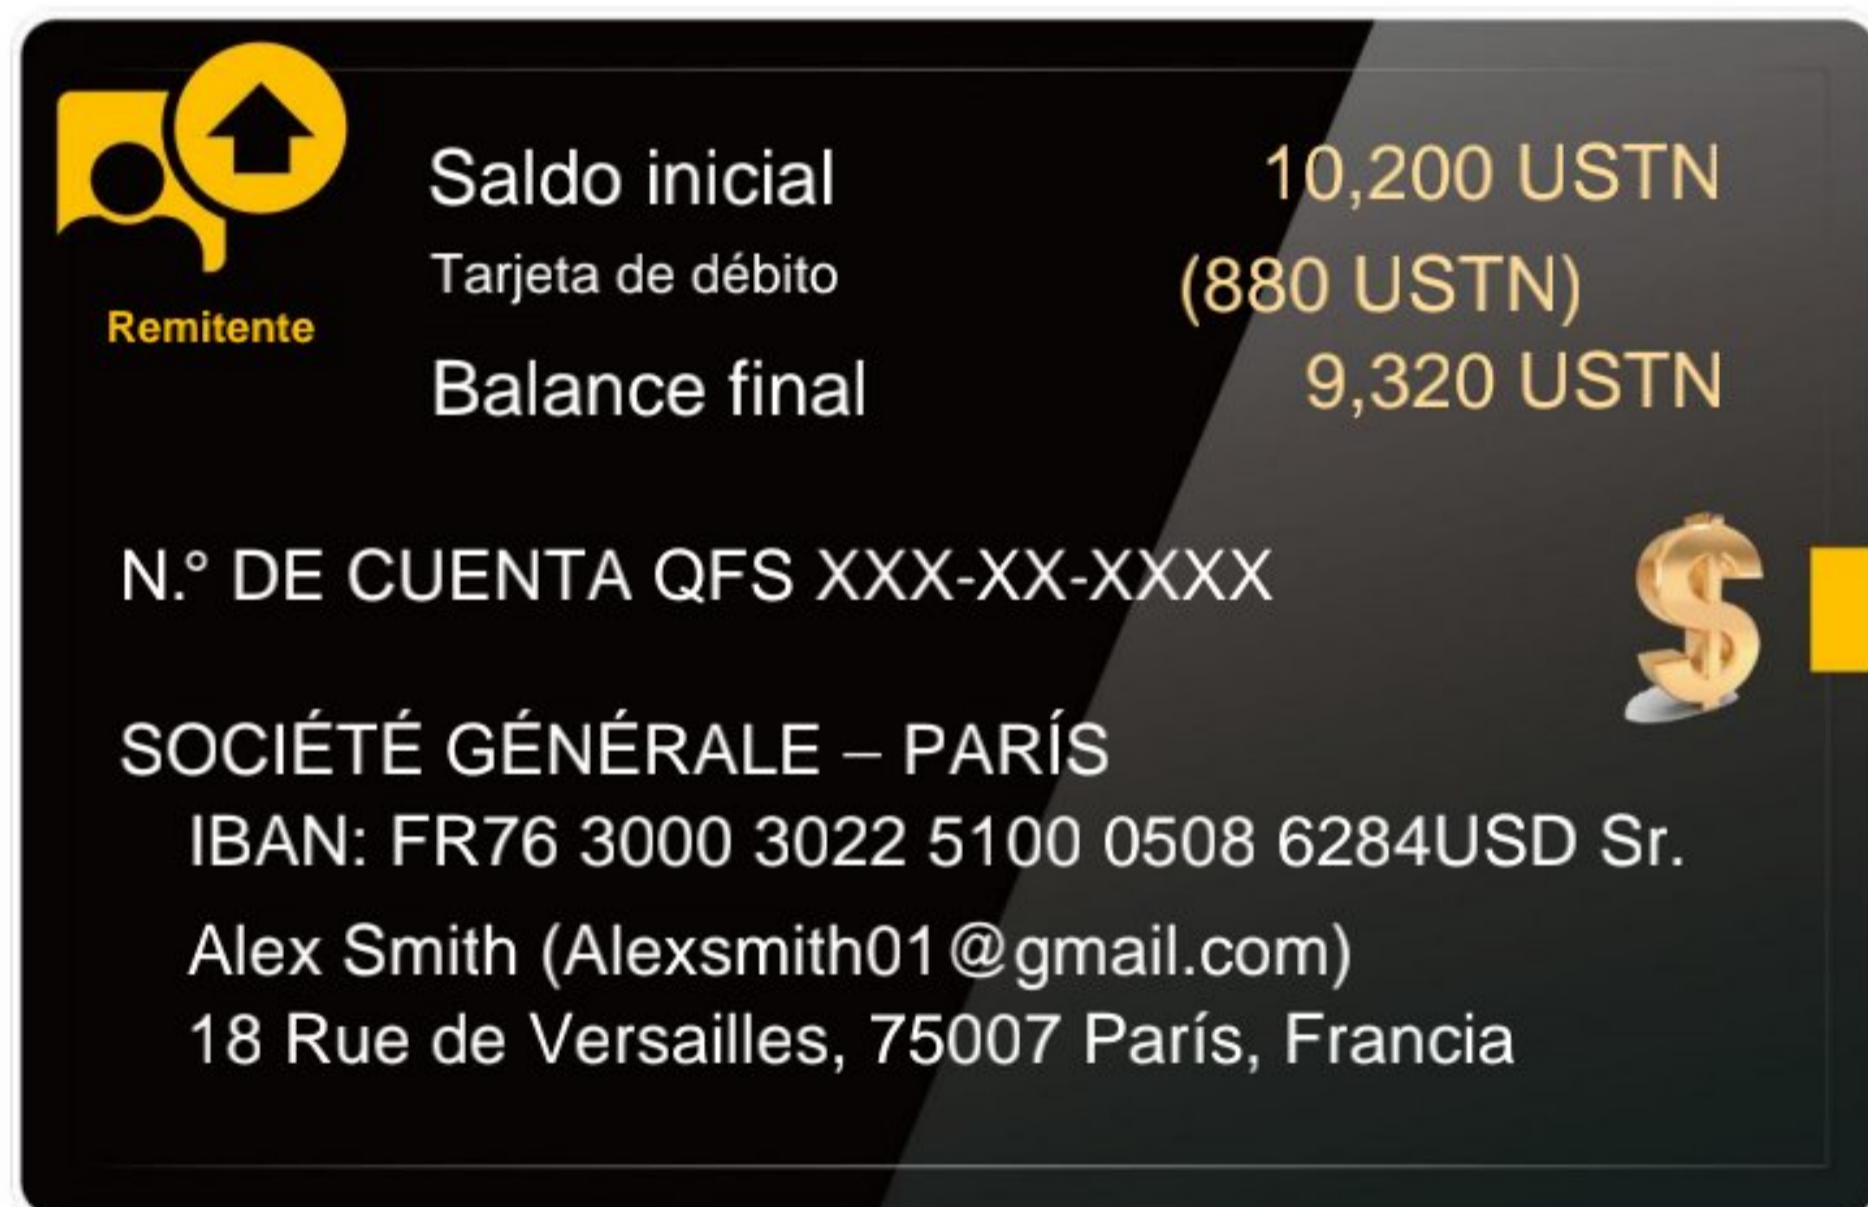 Saldo inicial 10,200 USTN
Tarjeta de débito (880 USTN)
Remitente
Balance final 9,320 USTN
N.° DE CUENTA QFS XXX-XX-XXXX
SOCIÉTÉ GÉNÉRALE – PARÍS
IBAN: FR76 3000 3022 5100 0508 6284USD Sr.
Alex Smith (Alexsmith01@gmail.com)
18 Rue de Versailles, 75007 París, Francia